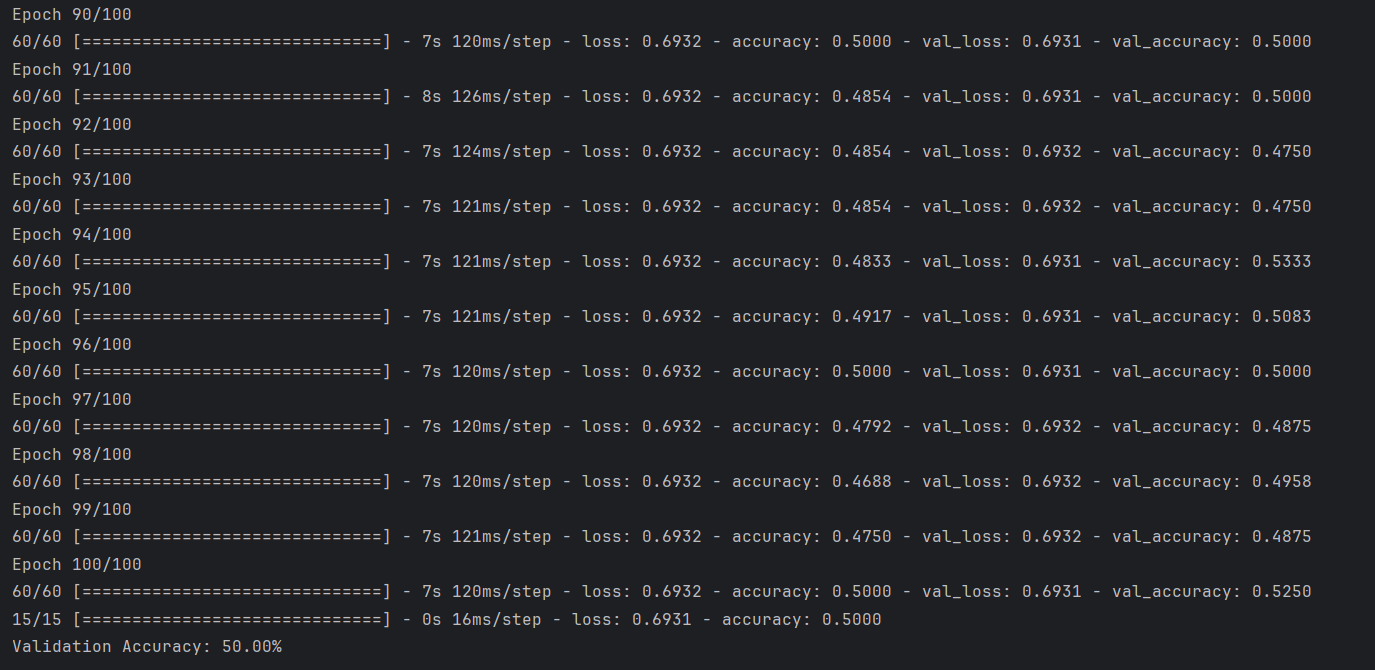 Epoch 90/100
60/60 [==============================] - 7s 120ms/step - loss: 0.6932 - accuracy: 0.5000 - val_loss: 0.6931 - val_accuracy: 0.5000
Epoch 91/100
60/60 [==============================] - 8s 126ms/step - loss: 0.6932 - accuracy: 0.4854 - val_loss: 0.6931 - val_accuracy: 0.5000
Epoch 92/100
60/60 [==============================] - 7s 124ms/step - loss: 0.6932 - accuracy: 0.4854 - val_loss: 0.6932 - val_accuracy: 0.4750
Epoch 93/100
60/60 [==============================] - 7s 121ms/step - loss: 0.6932 - accuracy: 0.4854 - val_loss: 0.6932 - val_accuracy: 0.4750
Epoch 94/100
60/60 [==============================] - 7s 121ms/step - loss: 0.6932 - accuracy: 0.4833 - val_loss: 0.6931 - val_accuracy: 0.5333
Epoch 95/100
60/60 [==============================] - 7s 121ms/step - loss: 0.6932 - accuracy: 0.4917 - val_loss: 0.6931 - val_accuracy: 0.5083
Epoch 96/100
60/60 [==============================] - 7s 120ms/step - loss: 0.6932 - accuracy: 0.5000 - val_loss: 0.6931 - val_accuracy: 0.5000
Epoch 97/100
60/60 [==============================] - 7s 120ms/step - loss: 0.6932 - accuracy: 0.4792 - val_loss: 0.6932 - val_accuracy: 0.4875
Epoch 98/100
60/60 [==============================] - 7s 120ms/step - loss: 0.6932 - accuracy: 0.4688 - val_loss: 0.6932 - val_accuracy: 0.4958
Epoch 99/100
60/60 [==============================] - 7s 121ms/step - loss: 0.6932 - accuracy: 0.4750 - val_loss: 0.6932 - val_accuracy: 0.4875
Epoch 100/100
60/60 [==============================] - 7s 120ms/step - loss: 0.6932 - accuracy: 0.5000 - val_loss: 0.6931 - val_accuracy: 0.5250
15/15 [==============================] - 0s 16ms/step - loss: 0.6931 - accuracy: 0.5000
Validation Accuracy: 50.00%